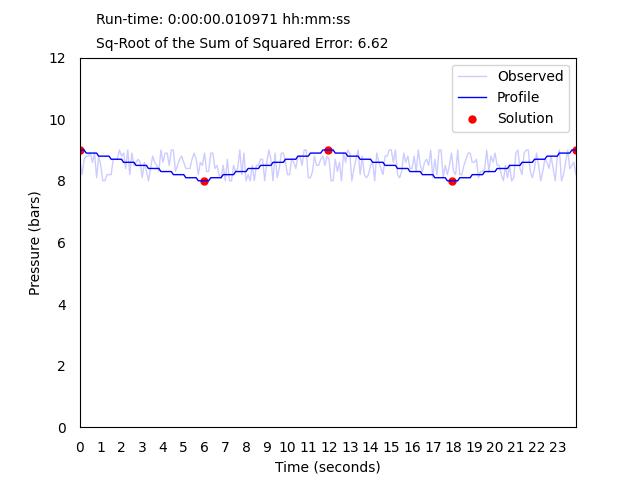 Run-time: 0:00:00.010971 hh:mm:ss
Sq-Root of the Sum of Squared Error: 6.62
12
10
8
6
4
2
0
Pressure (bars)
Observed
Profile
Solution
0 1 2 3 4 5 6 7 8 9 10 11 12 13 14 15 16 17 18 19 20 21 22 23
Time (seconds)